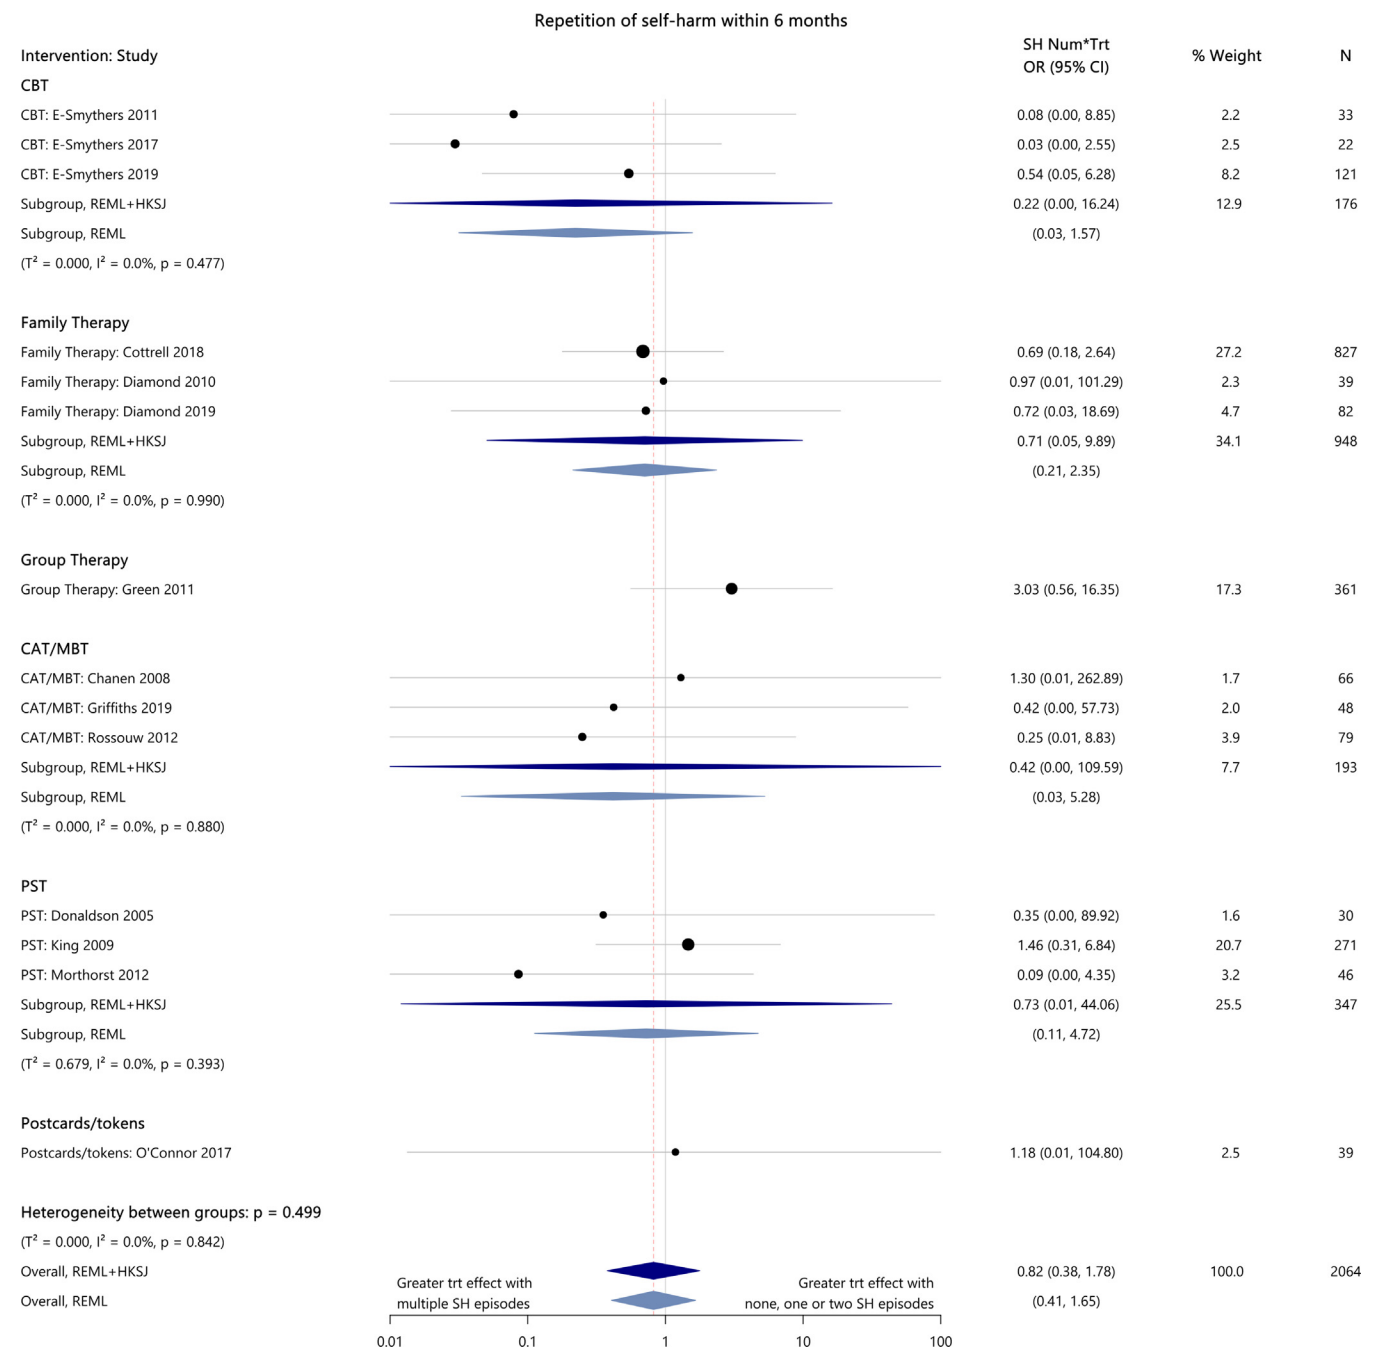 Repetition of self-harm within 6 months
Intervention: Study SH Num*Trt OR (95% CI) % Weight N
CBT
CBT: E-Smythers 2011 0.08 (0.00, 8.85) 2.2 33
CBT: E-Smythers 2017 0.03 (0.00, 2.55) 2.5 22
CBT: E-Smythers 2019 0.54 (0.05, 6.28) 8.2 121
Subgroup, REML+HKSJ 0.22 (0.00, 16.24) 12.9 176
Subgroup, REML (0.03, 1.57)
(T² = 0.000, I² = 0.0%, p = 0.477)
Family Therapy
Family Therapy: Cottrell 2018 0.69 (0.18, 2.64) 27.2 827
Family Therapy: Diamond 2010 0.97 (0.01, 101.29) 2.3 39
Family Therapy: Diamond 2019 0.72 (0.03, 18.69) 4.7 82
Subgroup, REML+HKSJ 0.71 (0.05, 9.89) 34.1 948
Subgroup, REML (0.21, 2.35)
(T² = 0.000, I² = 0.0%, p = 0.990)
Group Therapy
Group Therapy: Green 2011 3.03 (0.56, 16.35) 17.3 361
CAT/MBT
CAT/MBT: Chanen 2008 1.30 (0.01, 262.89) 1.7 66
CAT/MBT: Griffiths 2019 0.42 (0.00, 57.73) 2.0 48
CAT/MBT: Rossouw 2012 0.25 (0.01, 8.83) 3.9 79
Subgroup, REML+HKSJ 0.42 (0.00, 109.59) 7.7 193
Subgroup, REML (0.03, 5.28)
(T² = 0.000, I² = 0.0%, p = 0.880)
PST
PST: Donaldson 2005 0.35 (0.00, 89.92) 1.6 30
PST: King 2009 1.46 (0.31, 6.84) 20.7 271
PST: Morthorst 2012 0.09 (0.00, 4.35) 3.2 46
Subgroup, REML+HKSJ 0.73 (0.01, 44.06) 25.5 347
Subgroup, REML (0.11, 4.72)
(T² = 0.679, I² = 0.0%, p = 0.393)
Postcards/tokens
Postcards/tokens: O'Connor 2017 1.18 (0.01, 104.80) 2.5 39
Heterogeneity between groups: p = 0.499
(T² = 0.000, I² = 0.0%, p = 0.842)
Overall, REML+HKSJ 0.82 (0.38, 1.78) 100.0 2064
Overall, REML (0.41, 1.65)
Greater trt effect with
multiple SH episodes
Greater trt effect with
none, one or two SH episodes
0.01 0.1 1 10 100